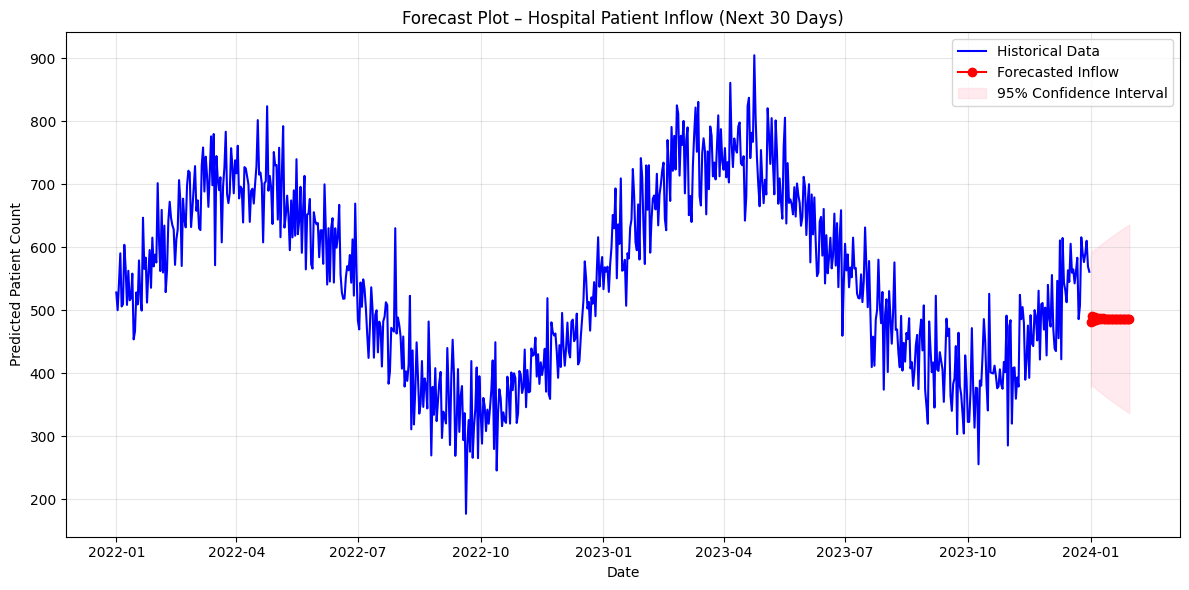 Forecast Plot – Hospital Patient Inflow (Next 30 Days)
Historical Data
Forecasted Inflow
95% Confidence Interval
Predicted Patient Count
900
800
700
600
500
400
300
200
2022-01
2022-04
2022-07
2022-10
2023-01
2023-04
2023-07
2023-10
2024-01
Date